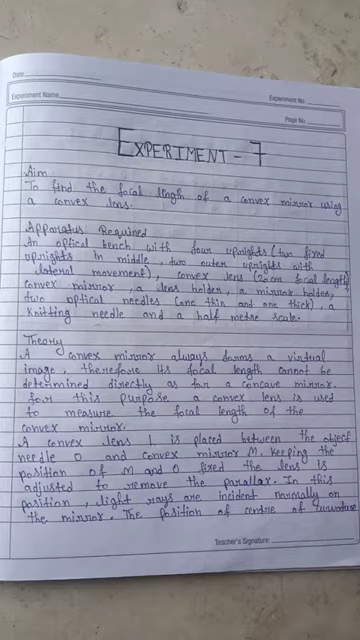 Date
Experiment Name
Experiment No.
Page No.
EXPERIMENT - 7
Aim
To find the focal length of a convex mirror using
a convex lens.
Apparatus Required
An optical bench with four uprights (two fixed
uprights in middle, two outer uprights with
lateral movement), convex lens (20cm focal length)
convex mirror, a lens holder, a mirror holder,
two optical needles (one thin and one thick), a
knitting needle and a half metre scale.
Theory
A convex mirror always forms a virtual
image, therefore its focal length cannot be
determined directly as for a concave mirror.
for this purpose a convex lens is used
to measure the focal length of the
convex mirror.
A convex lens L is placed between the object
needle O and convex mirror M. Keeping the
position of M and O fixed the lens is
adjusted to remove the parallax. In this
position, light rays are incident normally on
the mirror. The position of centre of curvature
Teacher's Signature: